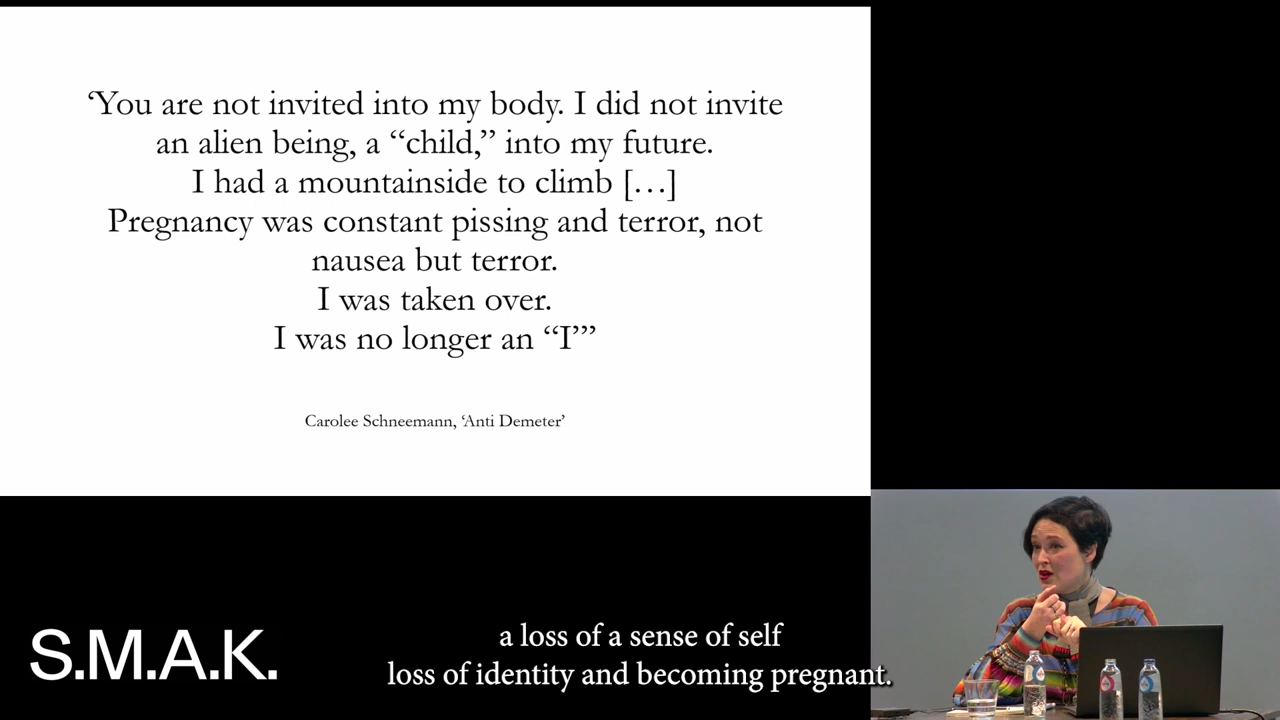 ‘You are not invited into my body. I did not invite
an alien being, a “child,” into my future.
I had a mountainside to climb […]
Pregnancy was constant pissing and terror, not
nausea but terror.
I was taken over.
I was no longer an “I”’
Carolee Schneemann, ‘Anti Demeter’
S.M.A.K.
a loss of a sense of self
loss of identity and becoming pregnant.